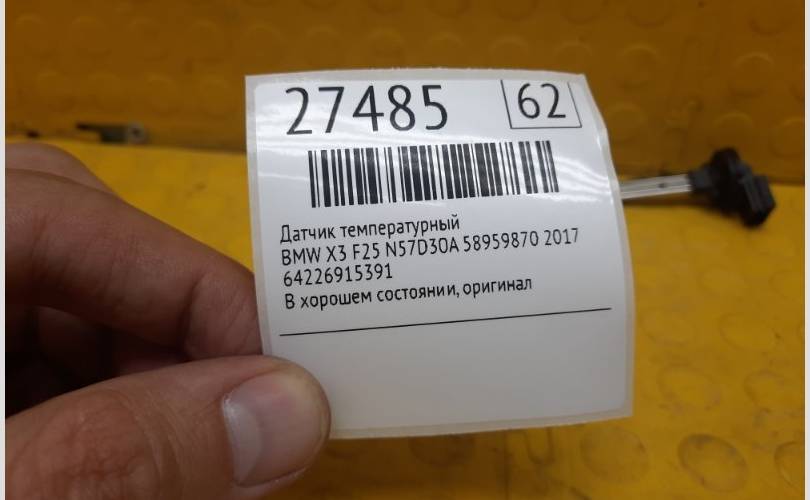 27485 62
Датчик температурный
BMW X3 F25 N57D30A 58959870 2017
64226915391
В хорошем состоянии, оригинал